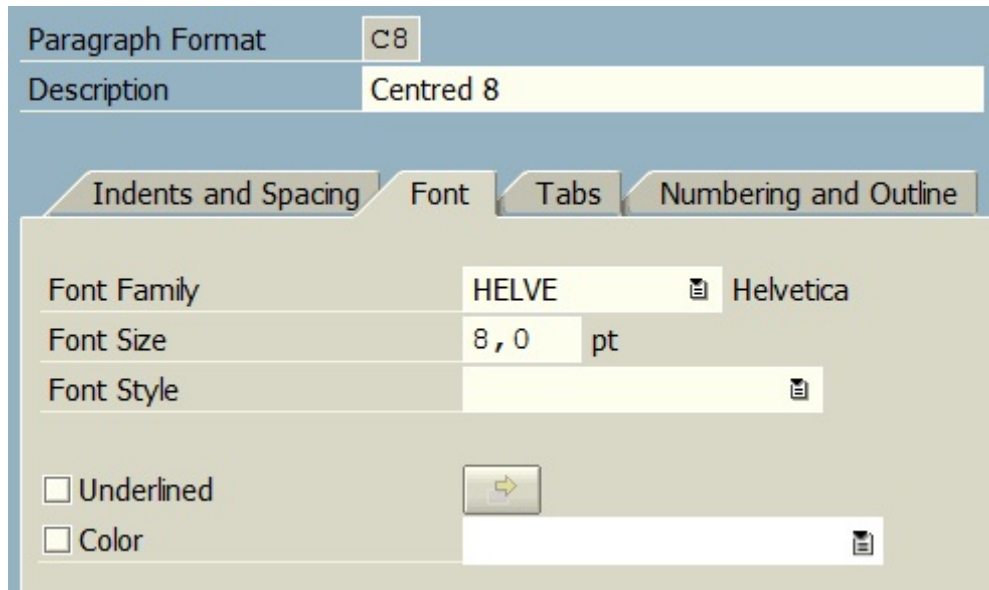 Paragraph Format C8
Description Centred 8
Indents and Spacing Font Tabs Numbering and Outline
Font Family HELVE Helvetica
Font Size 8,0 pt
Font Style
Underlined
Color